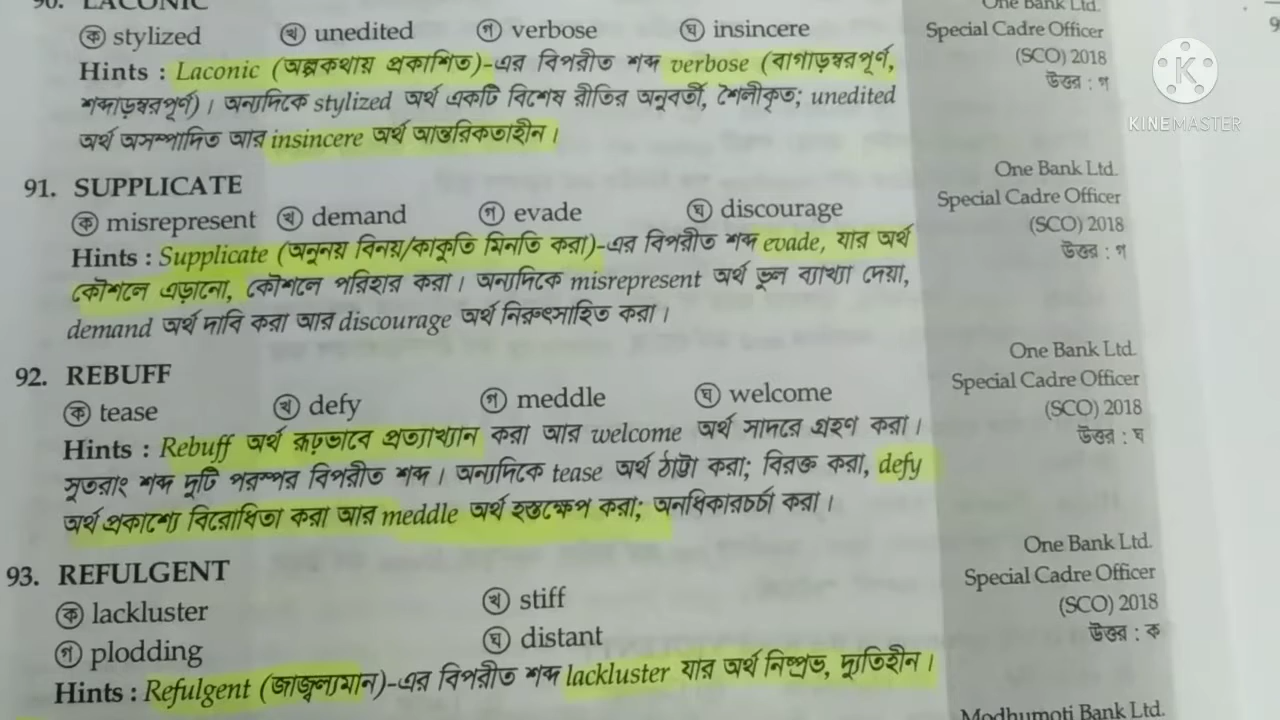 90. LACONIC
One Bank Ltd.
ক stylized খ unedited গ verbose ঘ insincere
Special Cadre Officer
(SCO) 2018
উত্তর : গ
Hints : Laconic (অল্পকথায় প্রকাশিত)-এর বিপরীত শব্দ verbose (বাগাড়ম্বরপূর্ণ,
শব্দাড়ম্বরপূর্ণ)। অন্যদিকে stylized অর্থ একটি বিশেষ রীতির অনুবর্তী, শৈলীকৃত; unedited
অর্থ অসম্পাদিত আর insincere অর্থ আন্তরিকতাহীন।
KINEMASTER
91. SUPPLICATE
One Bank Ltd.
ক misrepresent খ demand গ evade ঘ discourage
Special Cadre Officer
(SCO) 2018
উত্তর : গ
Hints : Supplicate (অনুনয় বিনয়/কাকুতি মিনতি করা)-এর বিপরীত শব্দ evade, যার অর্থ
কৌশলে এড়ানো, কৌশলে পরিহার করা। অন্যদিকে misrepresent অর্থ ভুল ব্যাখ্যা দেয়া,
demand অর্থ দাবি করা আর discourage অর্থ নিরুৎসাহিত করা।
92. REBUFF
One Bank Ltd.
ক tease খ defy গ meddle ঘ welcome
Special Cadre Officer
(SCO) 2018
উত্তর : ঘ
Hints : Rebuff অর্থ রূঢ়ভাবে প্রত্যাখ্যান করা আর welcome অর্থ সাদরে গ্রহণ করা।
সুতরাং শব্দ দুটি পরস্পর বিপরীত শব্দ। অন্যদিকে tease অর্থ ঠাট্টা করা; বিরক্ত করা, defy
অর্থ প্রকাশ্যে বিরোধিতা করা আর meddle অর্থ হস্তক্ষেপ করা; অনধিকারচর্চা করা।
93. REFULGENT
One Bank Ltd.
ক lackluster খ stiff
Special Cadre Officer
(SCO) 2018
গ plodding ঘ distant
উত্তর : ক
Hints : Refulgent (জাজ্বল্যমান)-এর বিপরীত শব্দ lackluster যার অর্থ নিষ্প্রভ, দ্যুতিহীন।
Modhumoti Bank Ltd.